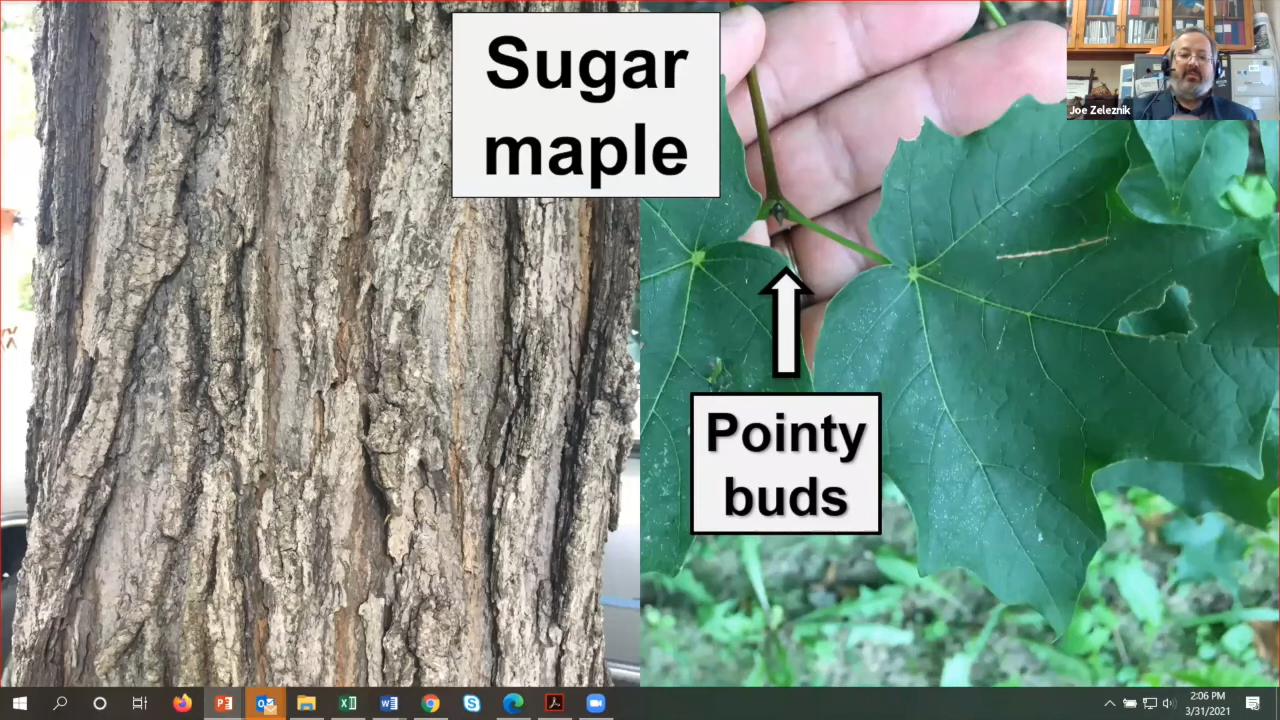 Sugar
maple
Joe Zeleznik
Pointy
buds
2:06 PM
3/31/2021